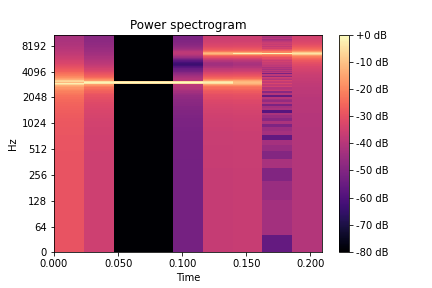 Power spectrogram
8192
4096
2048
1024
512
256
128
64
0
Hz
0.000 0.050 0.100 0.150 0.200
Time
+0 dB
-10 dB
-20 dB
-30 dB
-40 dB
-50 dB
-60 dB
-70 dB
-80 dB